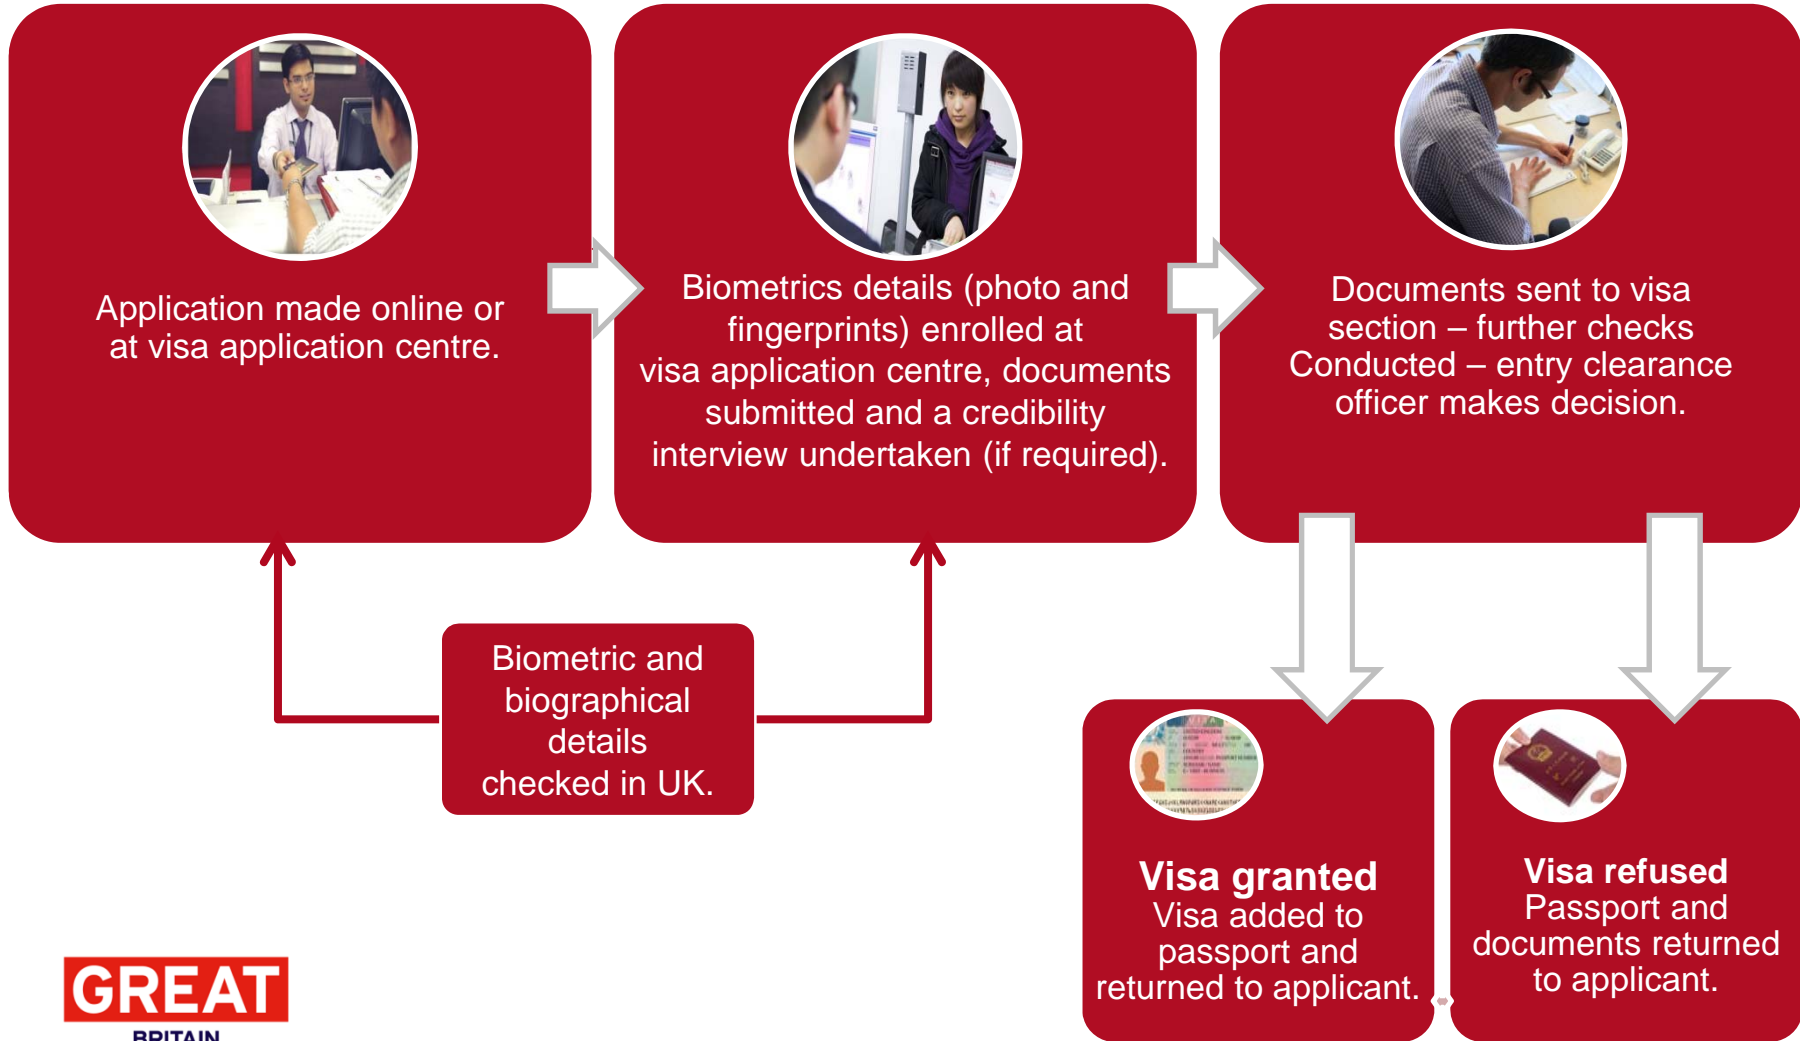 Application made online or
at visa application centre.
Biometrics details (photo and
fingerprints) enrolled at
visa application centre, documents
submitted and a credibility
interview undertaken (if required).
Documents sent to visa
section – further checks
Conducted – entry clearance
officer makes decision.
Biometric and
biographical
details
checked in UK.
VISA
Visa granted
Visa added to
passport and
returned to applicant.
Visa refused
Passport and
documents returned
to applicant.
GREAT
BRITAIN